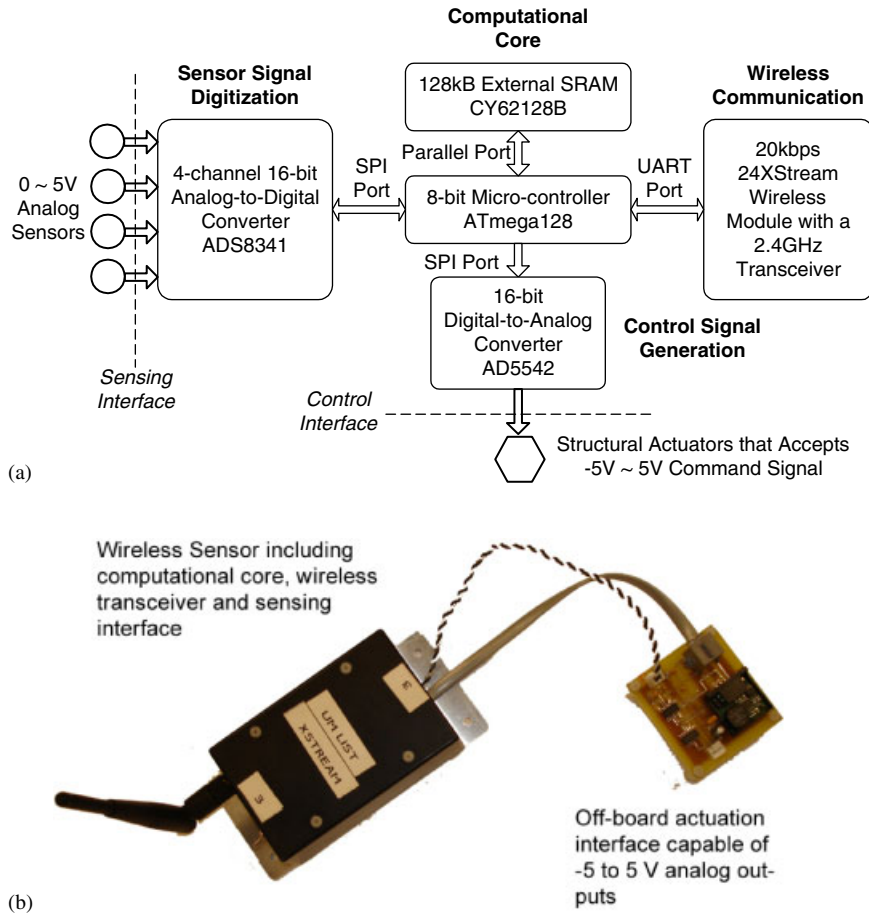 Computational
Core
Sensor Signal
Digitization
Wireless
Communication
128kB External SRAM
CY62128B
0 ~ 5V
Analog
Sensors
4-channel 16-bit
Analog-to-Digital
Converter
ADS8341
SPI
Port
Parallel Port
8-bit Micro-controller
ATmega128
UART
Port
20kbps
24XStream
Wireless
Module with a
2.4GHz
Transceiver
SPI Port
16-bit
Digital-to-Analog
Converter
AD5542
Control Signal
Generation
Sensing
Interface
Control
Interface
Structural Actuators that Accepts
-5V ~ 5V Command Signal
(a)
Wireless Sensor including
computational core, wireless
transceiver and sensing
interface
3
UM LIST
XSTREAM
3
Off-board actuation
interface capable of
-5 to 5 V analog out-
puts
(b)